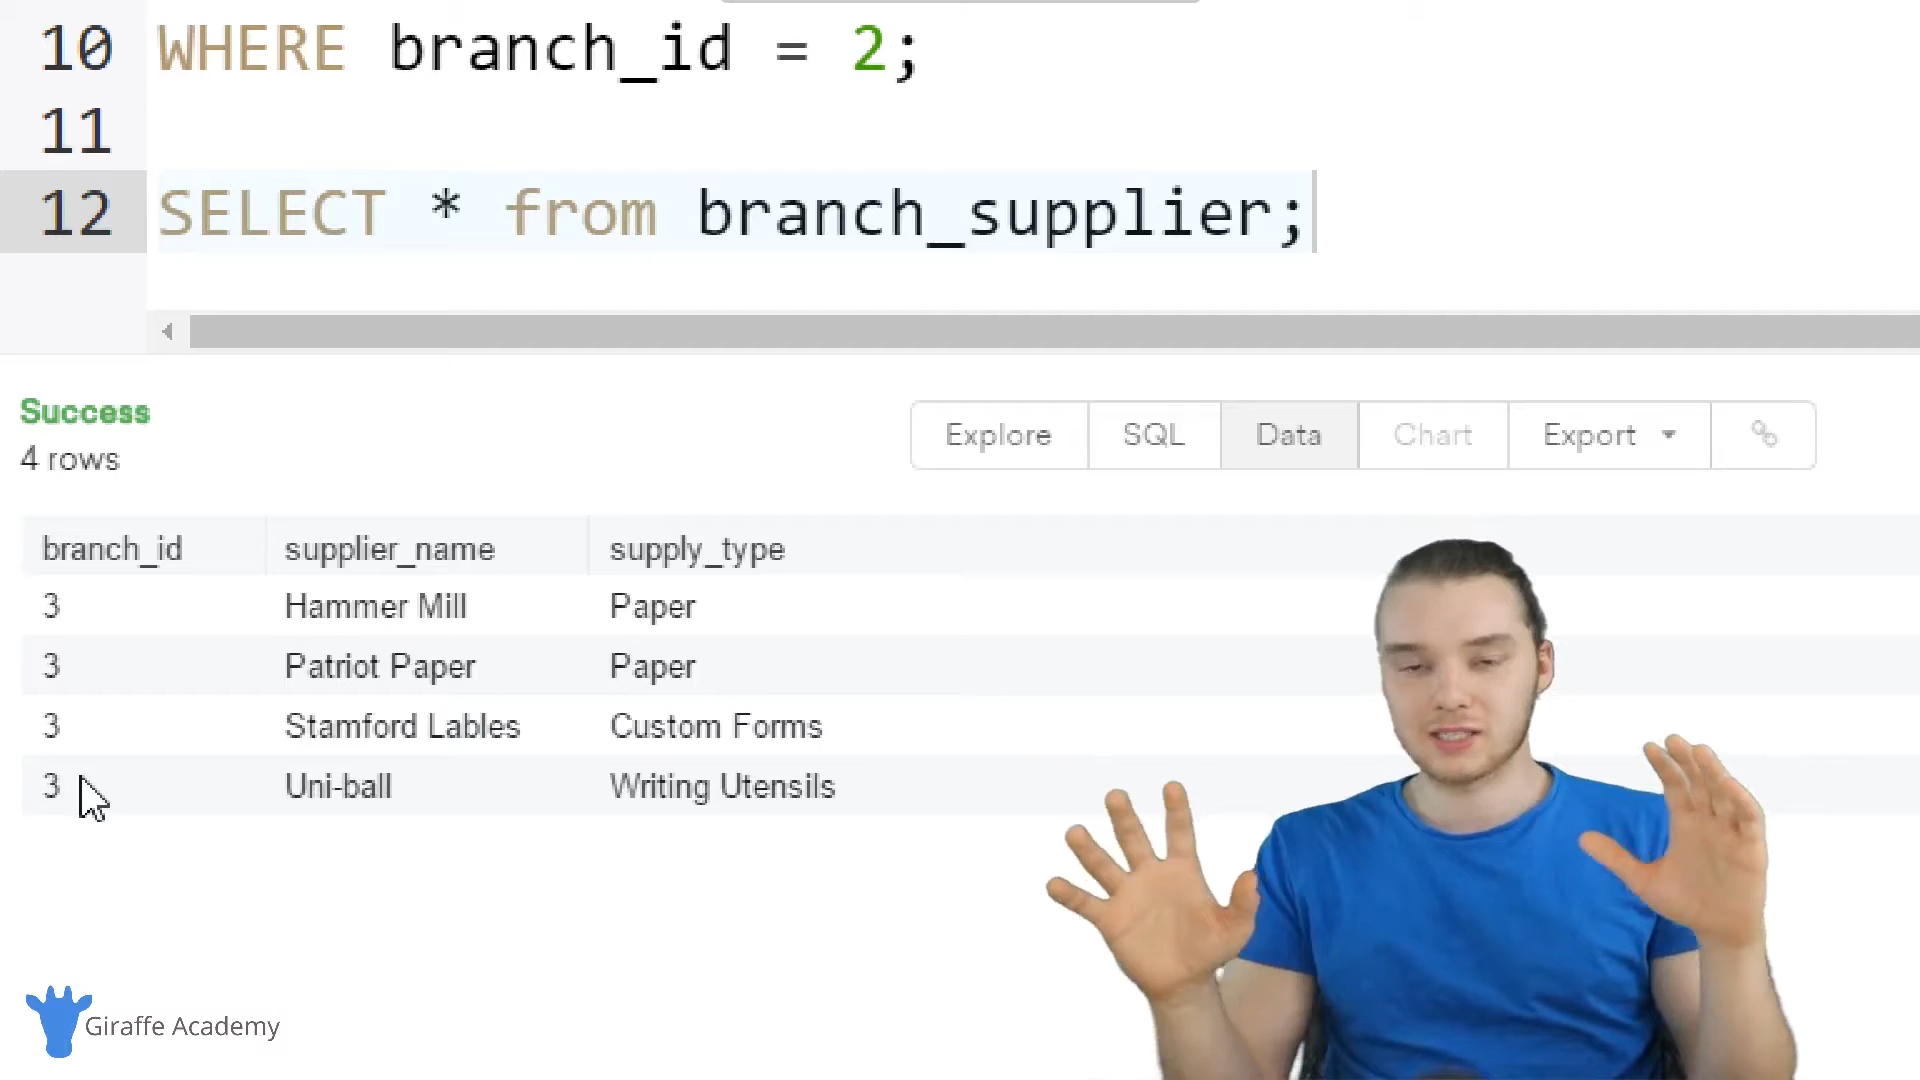 10 WHERE branch_id = 2;
11
12 SELECT * from branch_supplier;
Success
4 rows
Explore SQL Data Chart Export
branch_id supplier_name supply_type
3 Hammer Mill Paper
3 Patriot Paper Paper
3 Stamford Lables Custom Forms
3 Uni-ball Writing Utensils
Giraffe Academy